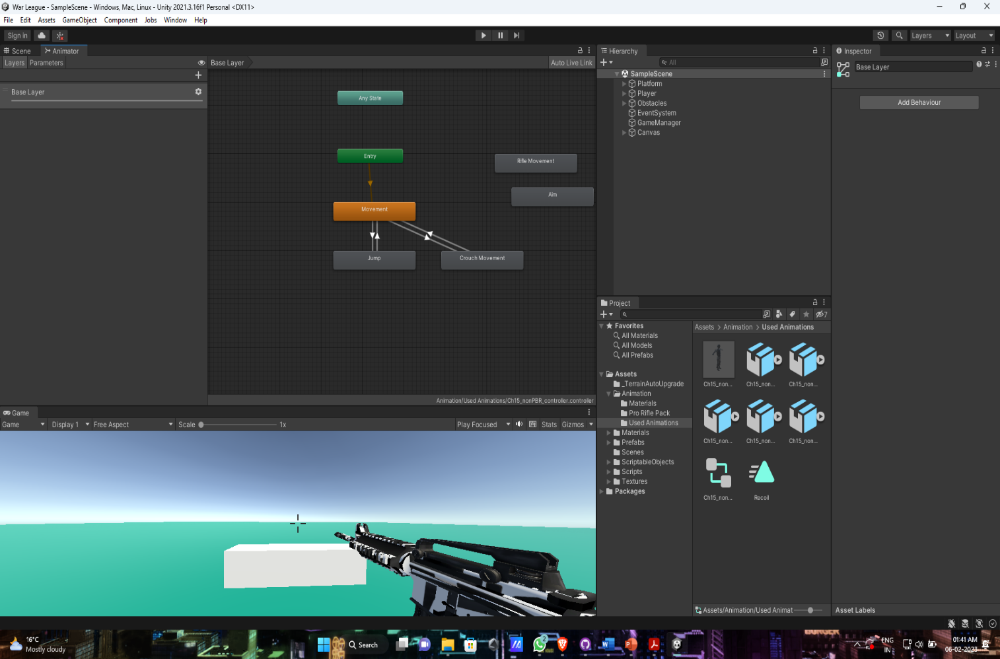 War League - SampleScene - Windows, Mac, Linux - Unity 2021.3.16f1 Personal <DX11>
File Edit Assets GameObject Component Jobs Window Help
Sign in
Layers Layout
Scene Animator
Layers Parameters
Base Layer
Auto Live Link
Base Layer
Any State
Entry
Movement
Jump
Crouch Movement
Rifle Movement
Aim
Animation/Used Animations/Ch15_nonPBR_controller.controller
Hierarchy
All
SampleScene
Platform
Player
Obstacles
EventSystem
GameManager
Canvas
Inspector
Base Layer
Add Behaviour
Project
7
Favorites
All Materials
All Models
All Prefabs
Assets
_TerrainAutoUpgrade
Animation
Materials
Pro Rifle Pack
Used Animations
Materials
Prefabs
Scenes
ScriptableObjects
Scripts
Textures
Packages
Assets > Animation > Used Animations
Ch15_non... Ch15_non... Ch15_non...
Ch15_non... Ch15_non... Ch15_non...
Ch15_non... Recoil
Assets/Animation/Used Animat
Asset Labels
Game
Game Display 1 Free Aspect Scale 1x Play Focused Stats Gizmos
16°C
Mostly cloudy
Search
2
ENG
IN
01:41 AM
06-02-2023